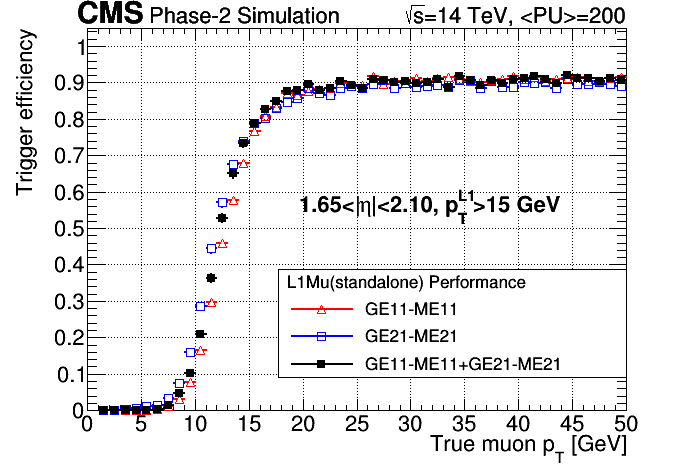 CMS Phase-2 Simulation √s=14 TeV, <PU>=200
Trigger efficiency
1
0.9
0.8
0.7
0.6
0.5
0.4
0.3
0.2
0.1
0
1.65<|η|<2.10, p_T^L1>15 GeV
L1Mu(standalone) Performance
GE11-ME11
GE21-ME21
GE11-ME11+GE21-ME21
0 5 10 15 20 25 30 35 40 45 50
True muon p_T [GeV]